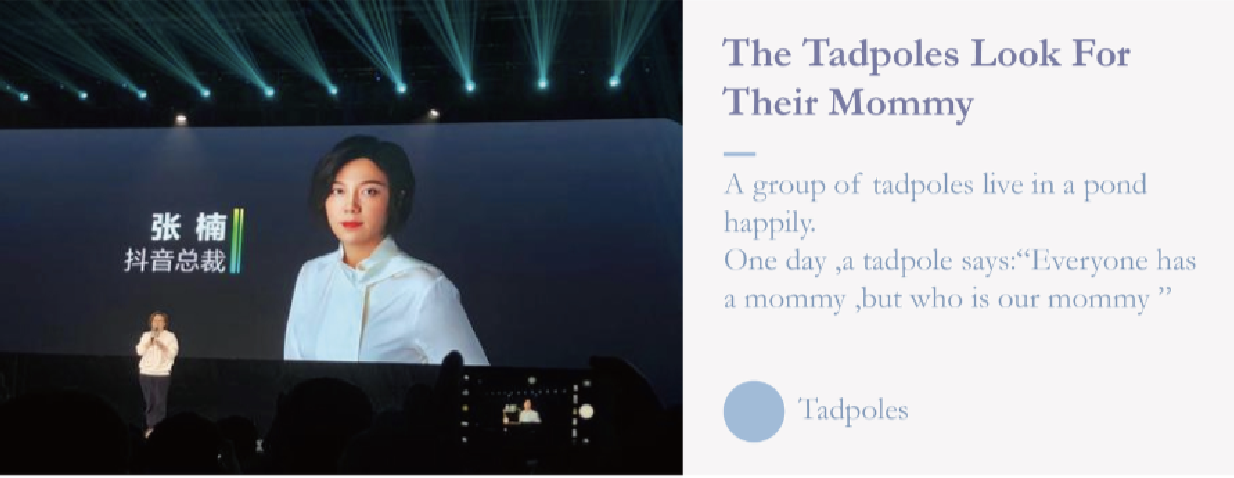 张 楠
抖音总裁
The Tadpoles Look For
Their Mommy
A group of tadpoles live in a pond
happily.
One day ,a tadpole says:“Everyone has
a mommy ,but who is our mommy ”
Tadpoles